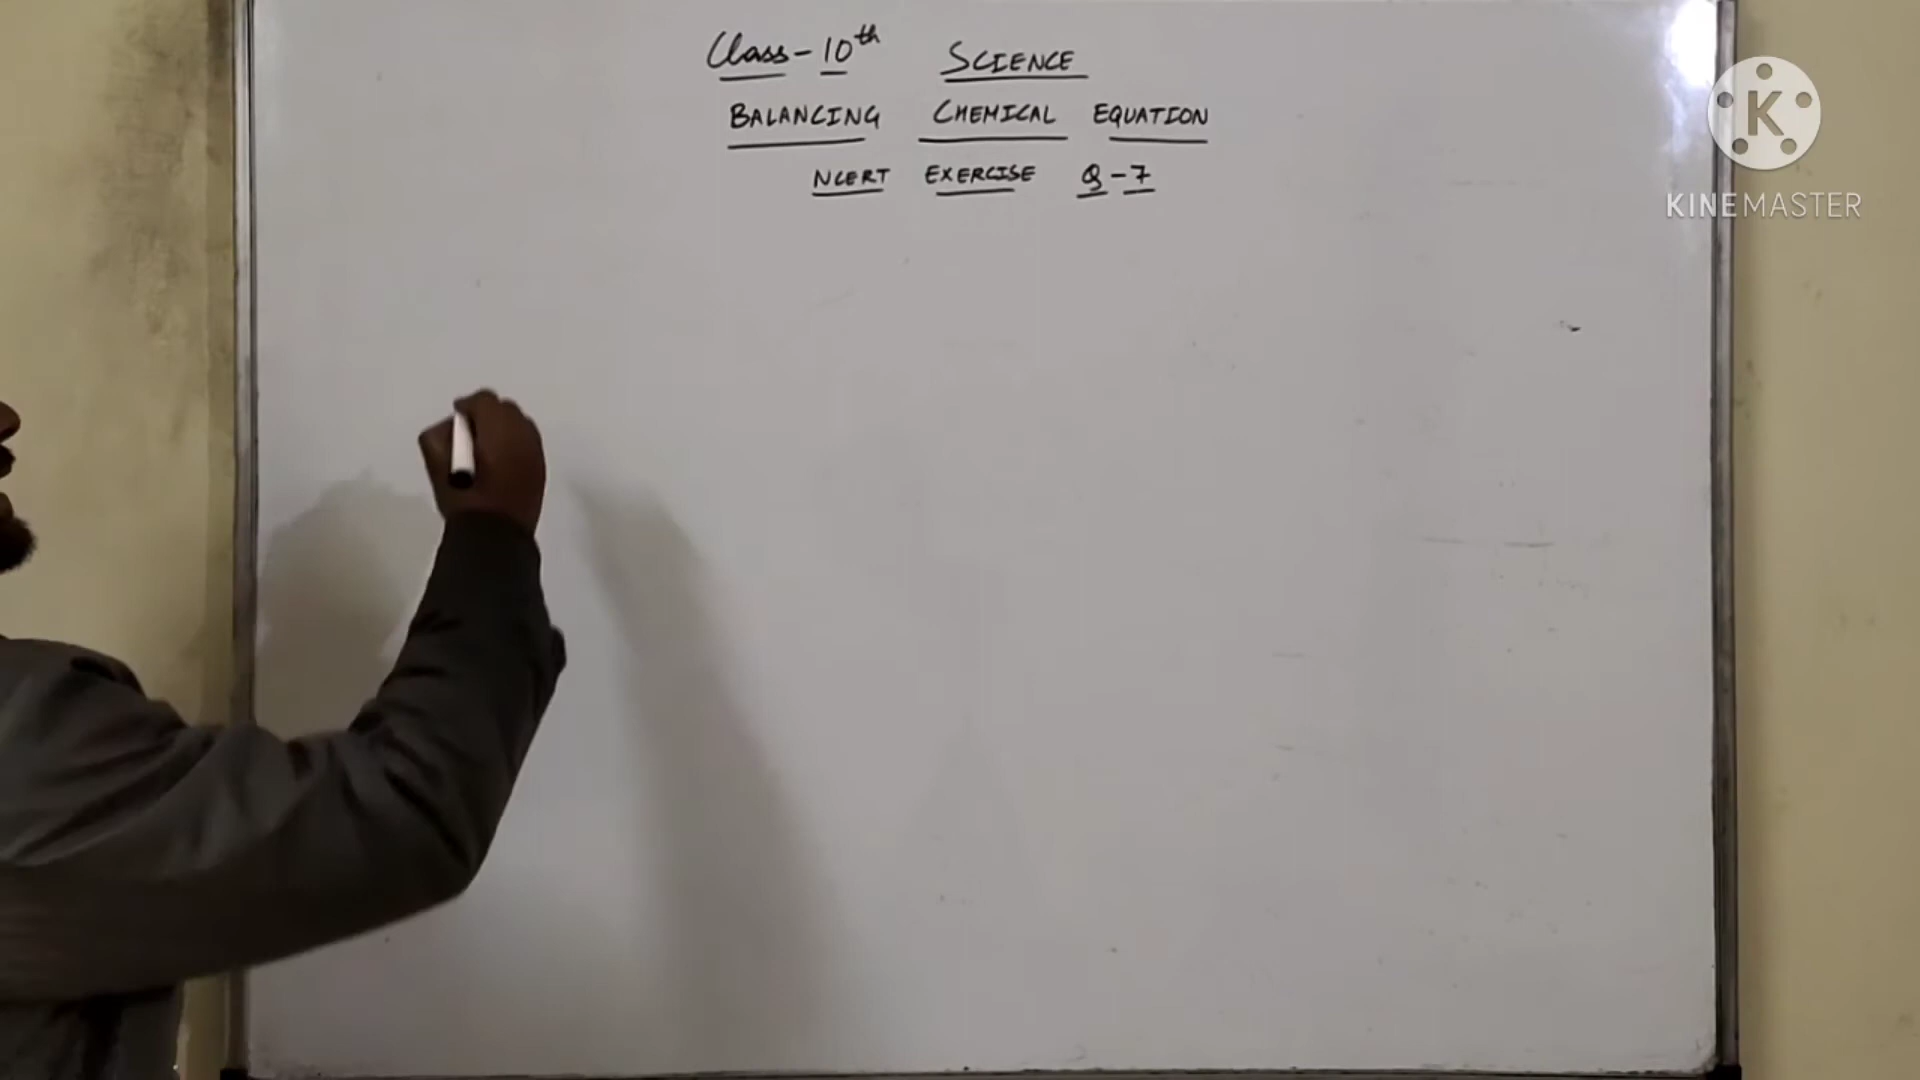 Class - 10th SCIENCE
BALANCING CHEMICAL EQUATION
NCERT EXERCISE Q - 7
K
KINEMASTER